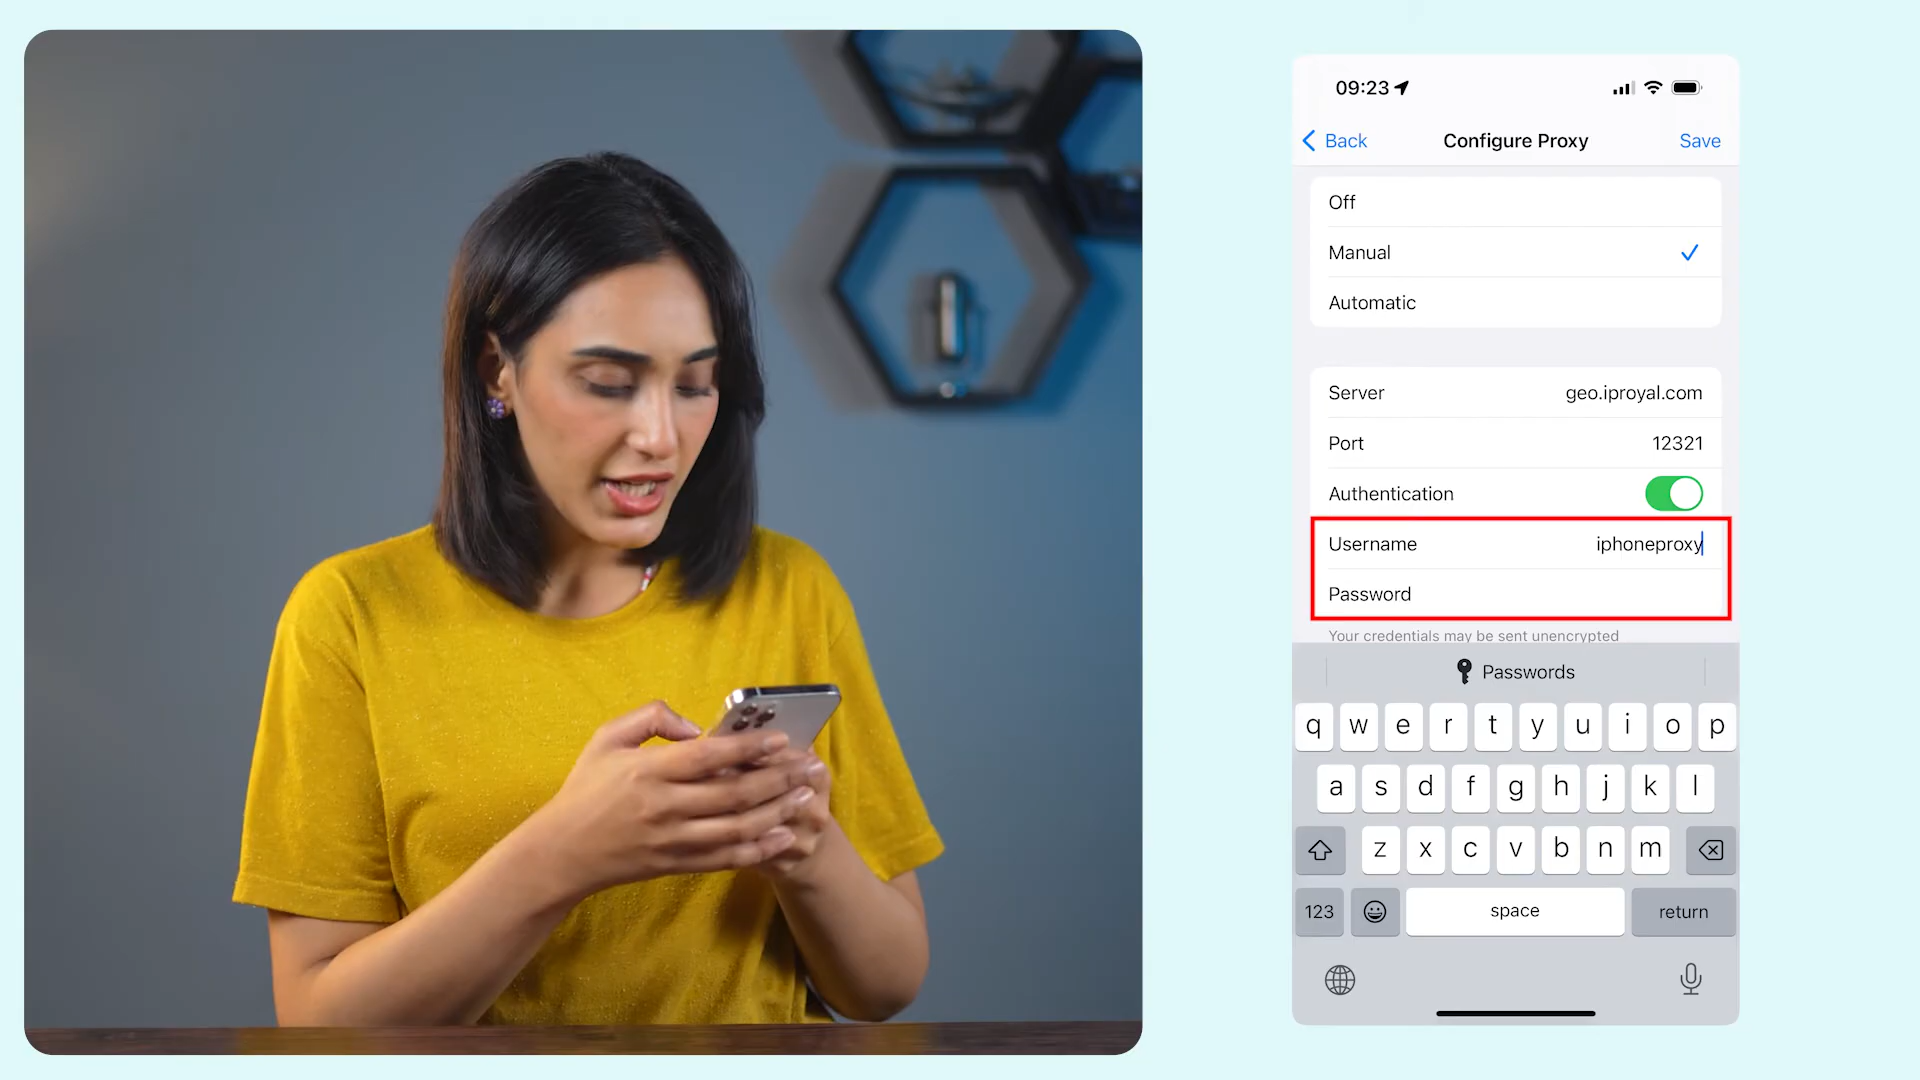 09:23
Back Configure Proxy Save
Off
Manual
Automatic
Server geo.iproyal.com
Port 12321
Authentication
Username iphoneproxy
Password
Your credentials may be sent unencrypted
Passwords
q w e r t y u i o p
a s d f g h j k l
z x c v b n m
123 space return